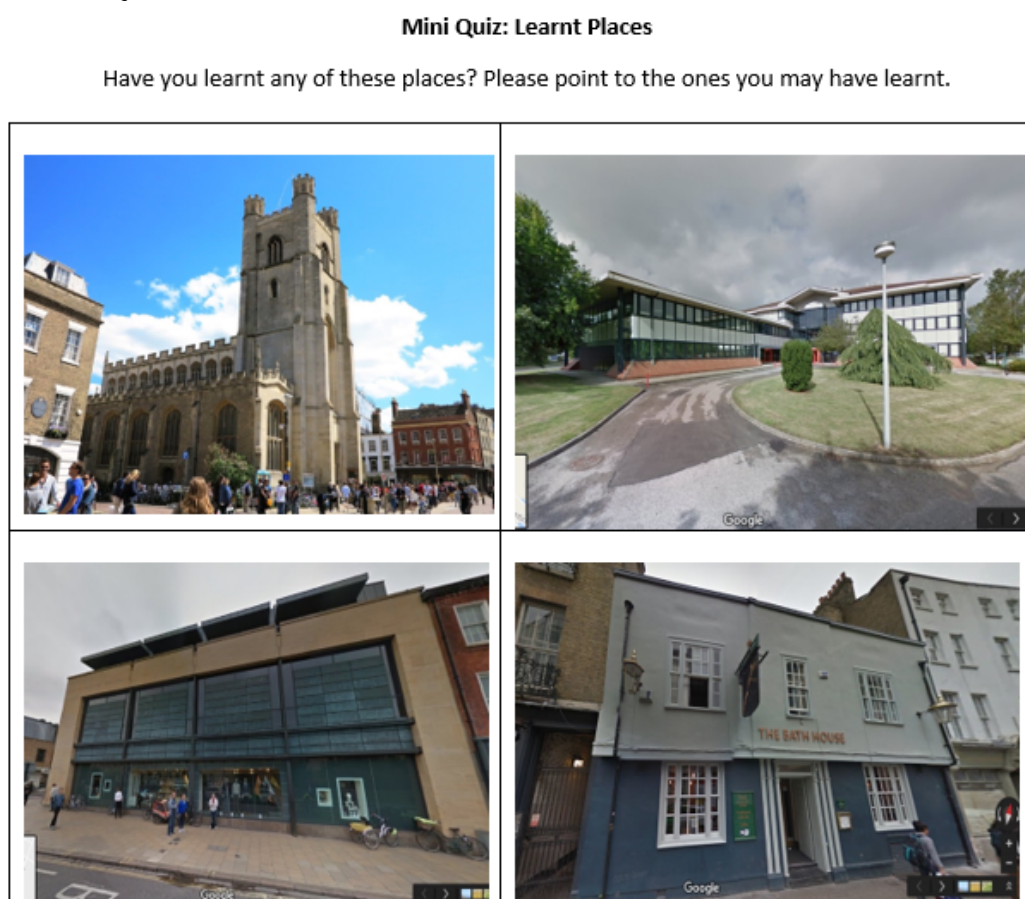 Mini Quiz: Learnt Places
Have you learnt any of these places? Please point to the ones you may have learnt.
Google
THE BATH HOUSE
Google
Google